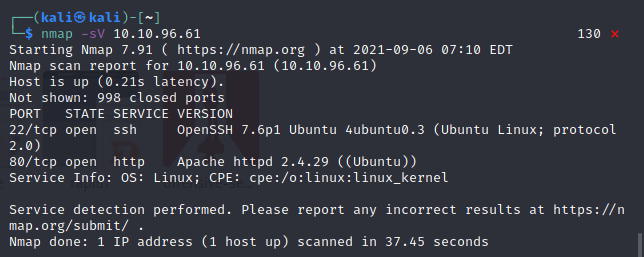 ┌──(kali㉿kali)-[~]
└─$ nmap -sV 10.10.96.61 130 ⨯
Starting Nmap 7.91 ( https://nmap.org ) at 2021-09-06 07:10 EDT
Nmap scan report for 10.10.96.61 (10.10.96.61)
Host is up (0.21s latency).
Not shown: 998 closed ports
PORT   STATE SERVICE VERSION
22/tcp open  ssh     OpenSSH 7.6p1 Ubuntu 4ubuntu0.3 (Ubuntu Linux; protocol
2.0)
80/tcp open  http    Apache httpd 2.4.29 ((Ubuntu))
Service Info: OS: Linux; CPE: cpe:/o:linux:linux_kernel

Service detection performed. Please report any incorrect results at https://n
map.org/submit/ .
Nmap done: 1 IP address (1 host up) scanned in 37.45 seconds